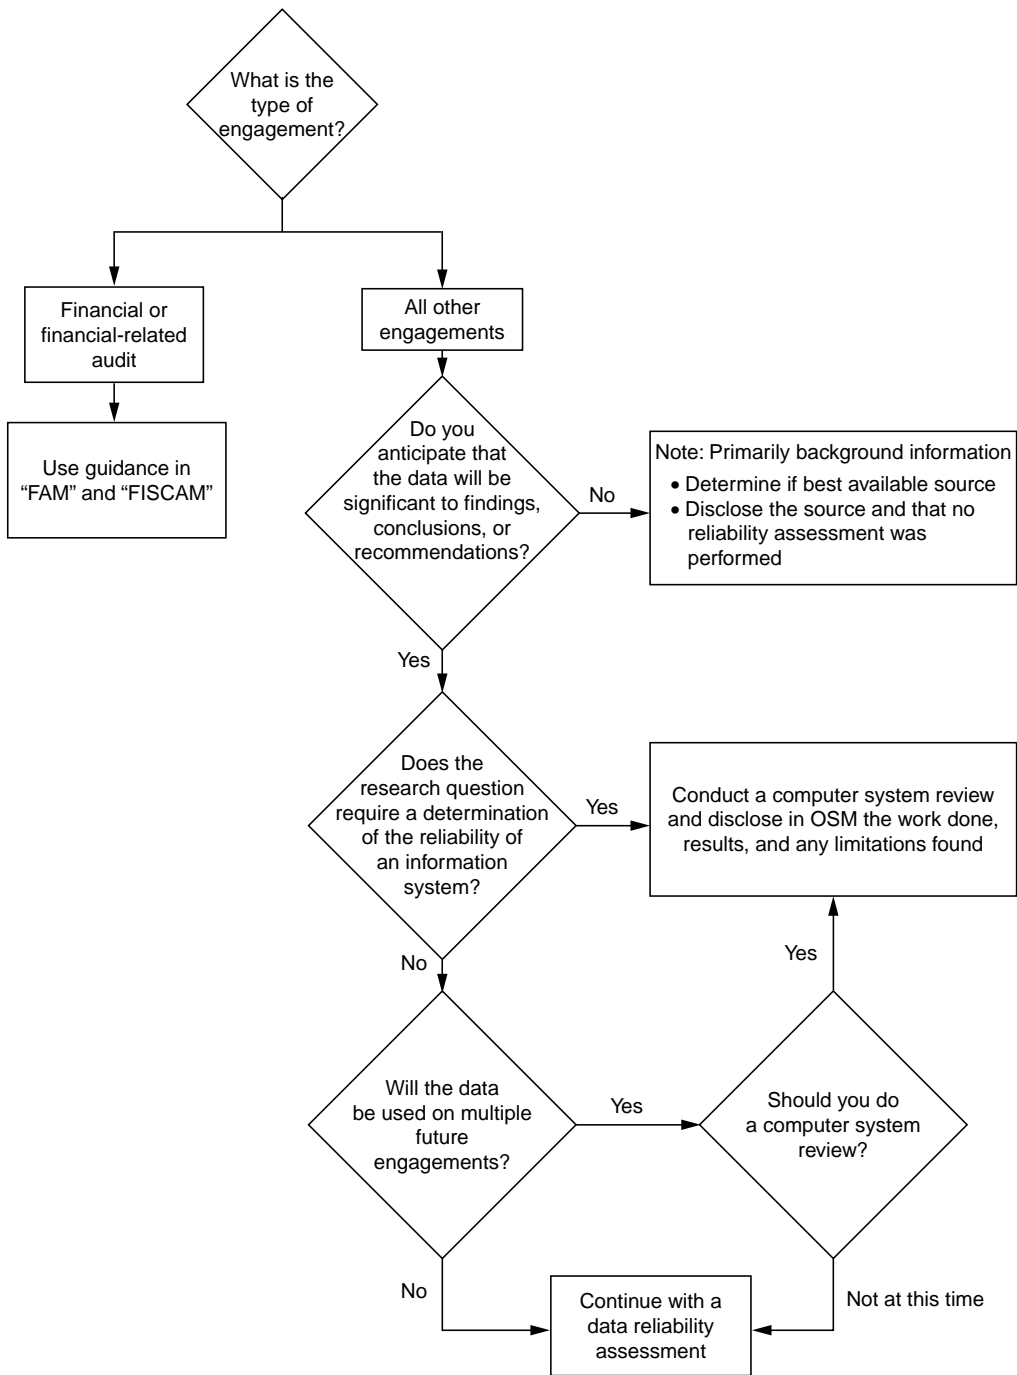 What is the
type of
engagement?
Financial or
financial-related
audit
All other
engagements
Use guidance in
“FAM” and “FISCAM”
Do you
anticipate that
the data will be
significant to findings,
conclusions, or
recommendations?
No
Note: Primarily background information
• Determine if best available source
• Disclose the source and that no
reliability assessment was
performed
Yes
Does the
research question
require a determination
of the reliability of
an information
system?
Yes
Conduct a computer system review
and disclose in OSM the work done,
results, and any limitations found
No
Yes
Will the data
be used on multiple
future
engagements?
Yes
Should you do
a computer system
review?
No
Not at this time
Continue with a
data reliability
assessment